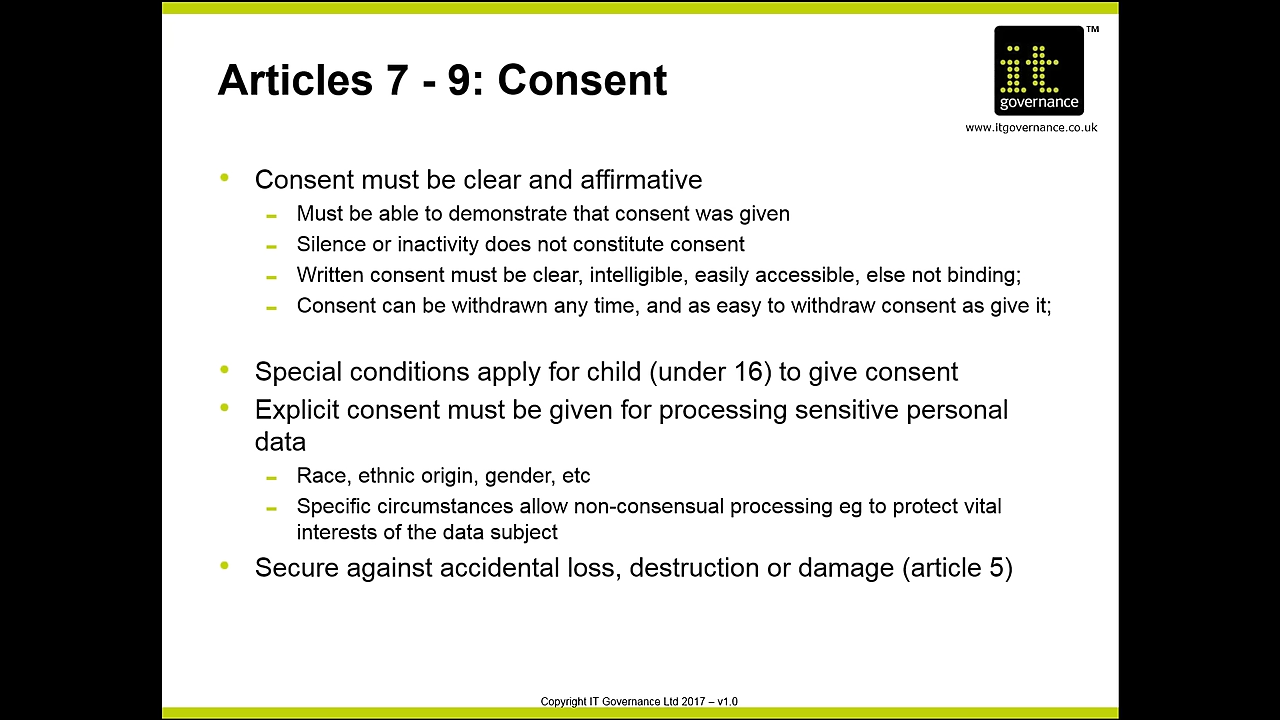 Articles 7 - 9: Consent
it
governance
TM
www.itgovernance.co.uk
Consent must be clear and affirmative
Must be able to demonstrate that consent was given
Silence or inactivity does not constitute consent
Written consent must be clear, intelligible, easily accessible, else not binding;
Consent can be withdrawn any time, and as easy to withdraw consent as give it;
Special conditions apply for child (under 16) to give consent
Explicit consent must be given for processing sensitive personal
data
Race, ethnic origin, gender, etc
Specific circumstances allow non-consensual processing eg to protect vital
interests of the data subject
Secure against accidental loss, destruction or damage (article 5)
Copyright IT Governance Ltd 2017 – v1.0